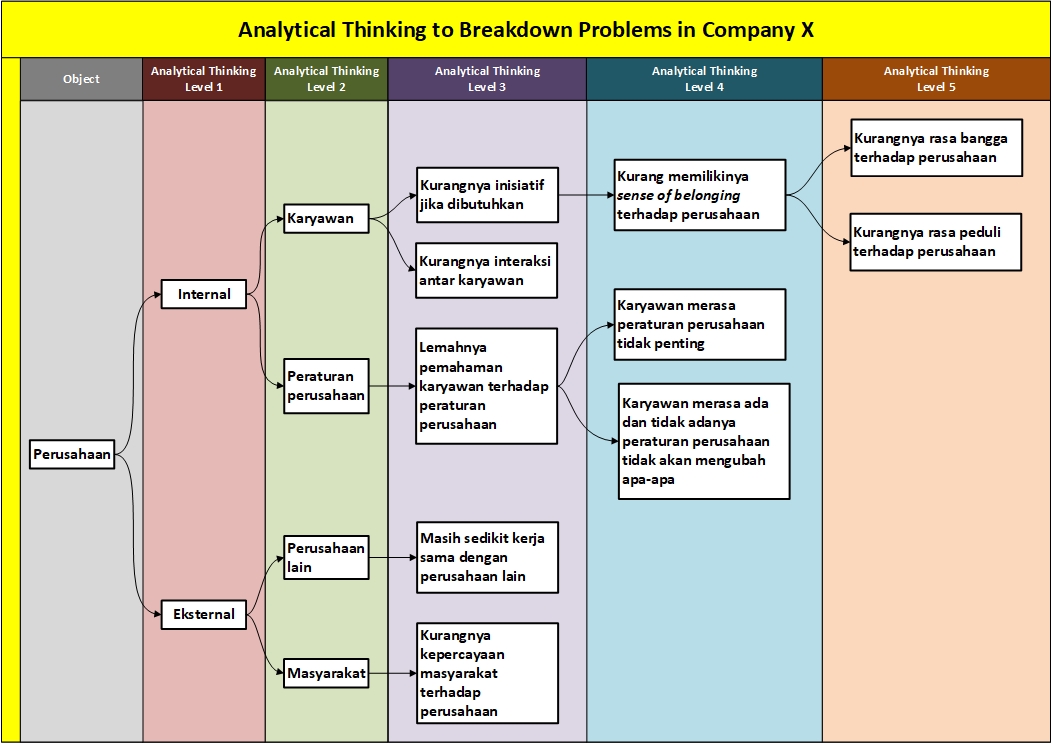 Analytical Thinking to Breakdown Problems in Company X
Object
Analytical Thinking
Level 1
Analytical Thinking
Level 2
Analytical Thinking
Level 3
Analytical Thinking
Level 4
Analytical Thinking
Level 5
Perusahaan
Internal
Eksternal
Karyawan
Peraturan
perusahaan
Perusahaan
lain
Masyarakat
Kurangnya inisiatif
jika dibutuhkan
Kurangnya interaksi
antar karyawan
Lemahnya
pemahaman
karyawan terhadap
peraturan
perusahaan
Masih sedikit kerja
sama dengan
perusahaan lain
Kurangnya
kepercayaan
masyarakat
terhadap
perusahaan
Kurang memilikinya
sense of belonging
terhadap perusahaan
Karyawan merasa
peraturan perusahaan
tidak penting
Karyawan merasa ada
dan tidak adanya
peraturan perusahaan
tidak akan mengubah
apa-apa
Kurangnya rasa bangga
terhadap perusahaan
Kurangnya rasa peduli
terhadap perusahaan